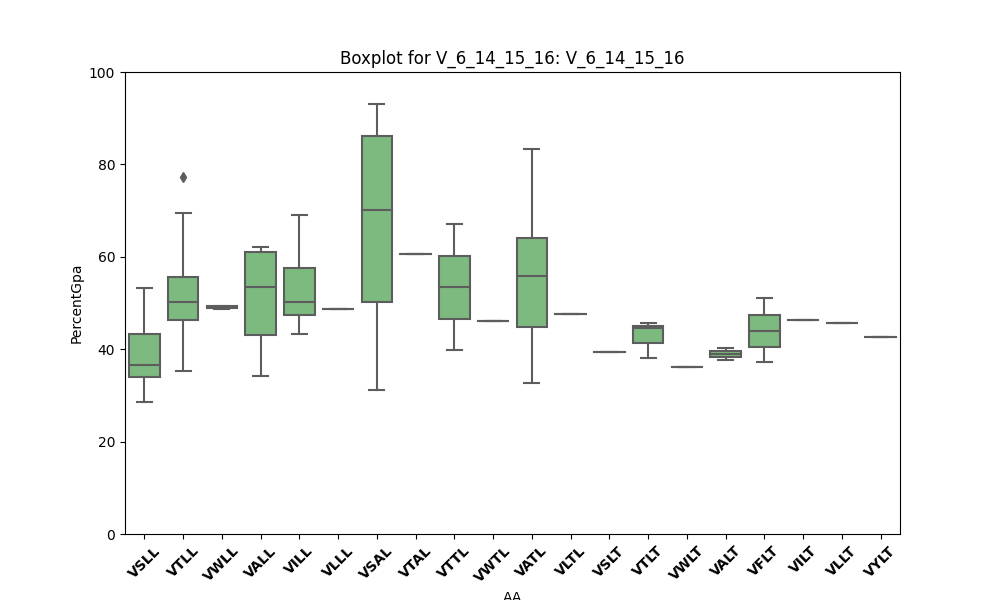 Boxplot for V_6_14_15_16: V_6_14_15_16
PercentGpa
100
80
60
40
20
0
VSLL VTLL VWLL VALL VILL VLLL VSAL VTAL VTTL VWTL VATL VLTL VSLT VTLT VWLT VALT VFLT VILT VLLT VYLT
AA